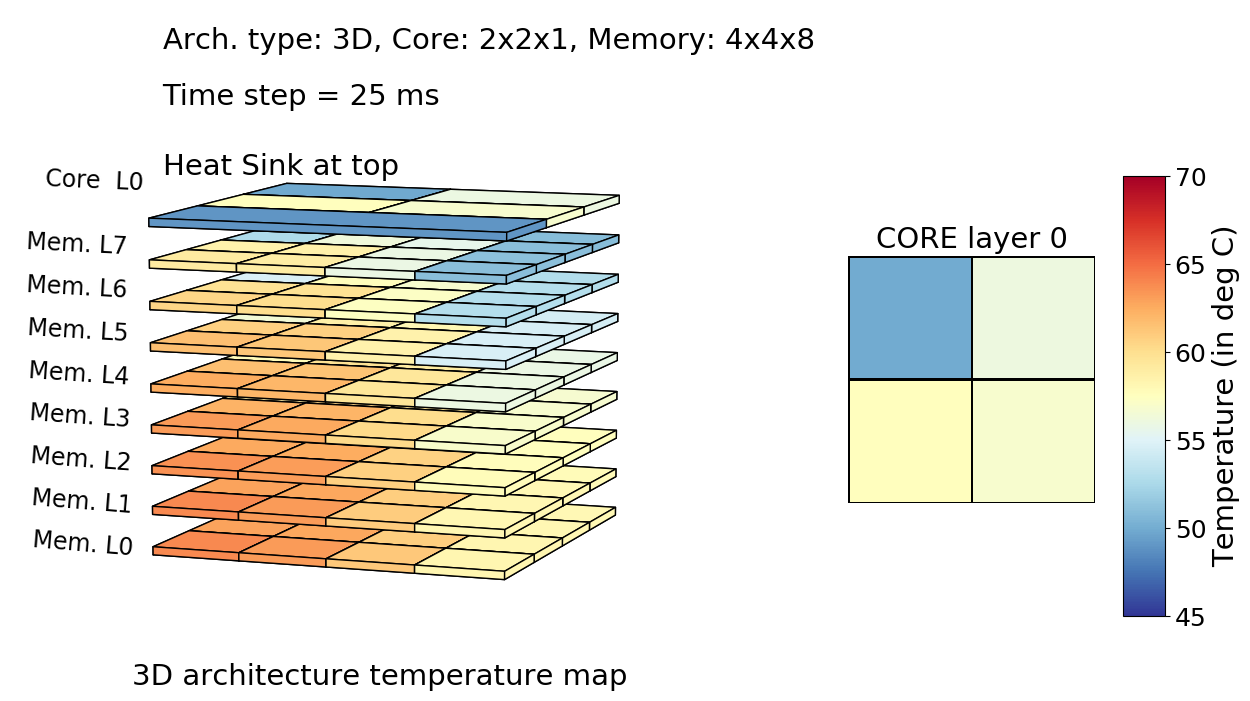 Arch. type: 3D, Core: 2x2x1, Memory: 4x4x8
Time step = 25 ms
Heat Sink at top
Core  L0
Mem. L7
Mem. L6
Mem. L5
Mem. L4
Mem. L3
Mem. L2
Mem. L1
Mem. L0
3D architecture temperature map
CORE layer 0
70
65
60
55
50
45
Temperature (in deg C)